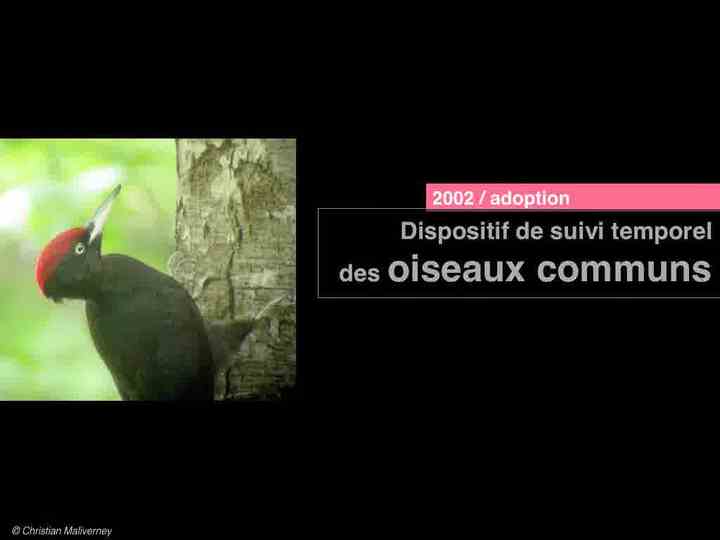 2002 / adoption
Dispositif de suivi temporel
des oiseaux communs
© Christian Maliverney